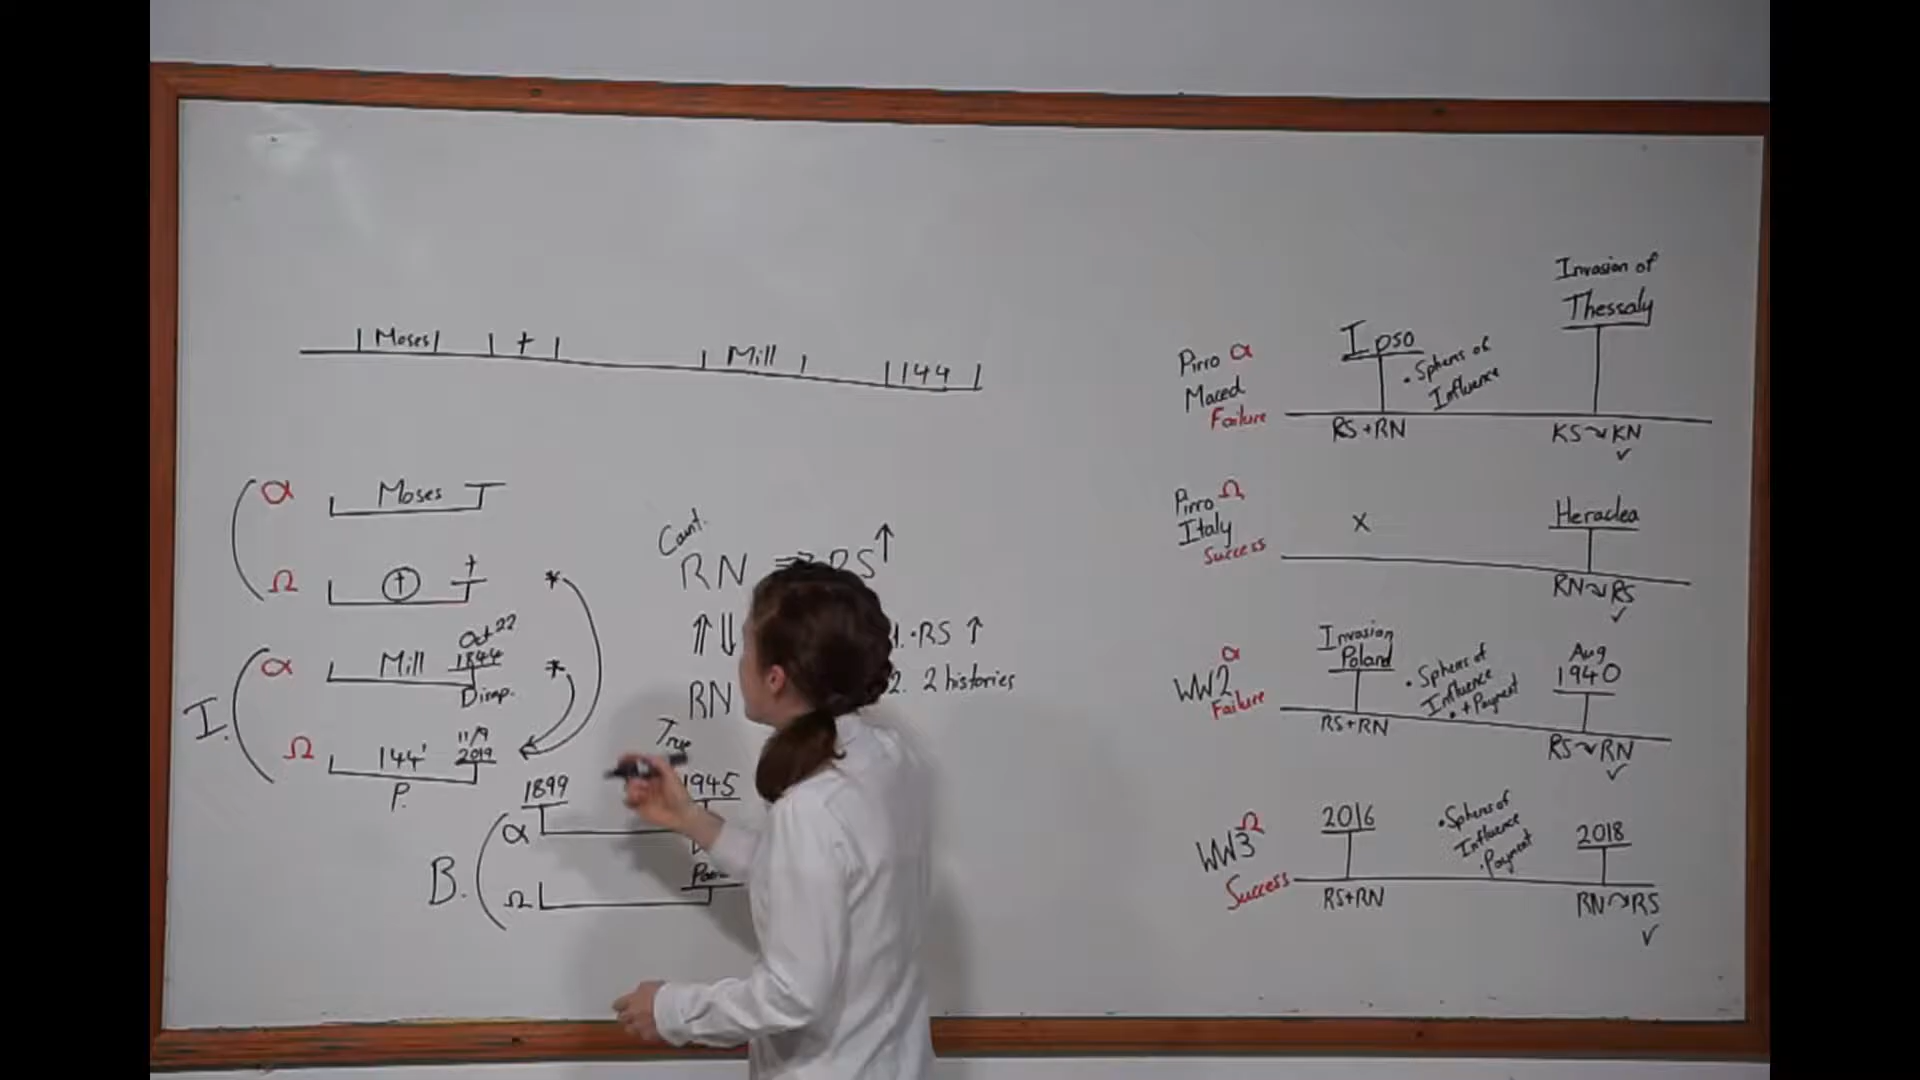 Moses + Mill 144
α Moses
Ω + +
*
I.
α Mill Oct 22
1844
Dimp.
*
Ω 144' 11/9
2019
P.
Count.
RN ⇒ RS ↑
⇑ ⇓
RN
True
1. • RS ↑
2. 2 histories
B.
1899 1945
α
Ω
Pirro α
Maced
Failure
Ipso
• Spheres of
Influence
Invasion of
Thessaly
RS + RN
KS ↝ KN
✓
Pirro Ω
Italy
Success
x
Heraclea
RN ↝ RS
✓
WW2 α
Failure
Invasion
Poland
• Spheres of
Influence
• + Payment
Aug
1940
RS + RN
RS ↝ RN
✓
WW3 Ω
Success
2016
• Spheres of
Influence
• Payment
2018
RS + RN
RN ↝ RS
✓